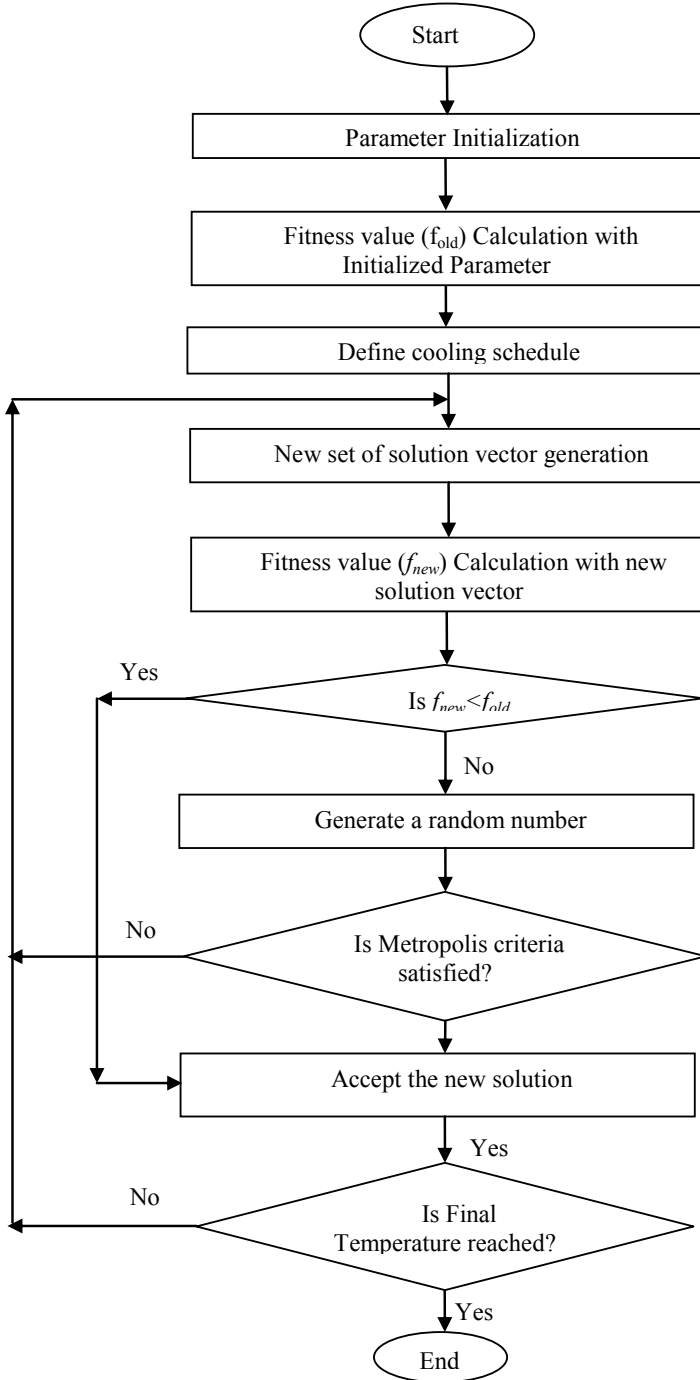 Start
Parameter Initialization
Fitness value (fold) Calculation with
Initialized Parameter
Define cooling schedule
New set of solution vector generation
Fitness value (fnew) Calculation with new
solution vector
Yes
Is fnew<fold
No
Generate a random number
No
Is Metropolis criteria
satisfied?
Accept the new solution
Yes
No
Is Final
Temperature reached?
Yes
End